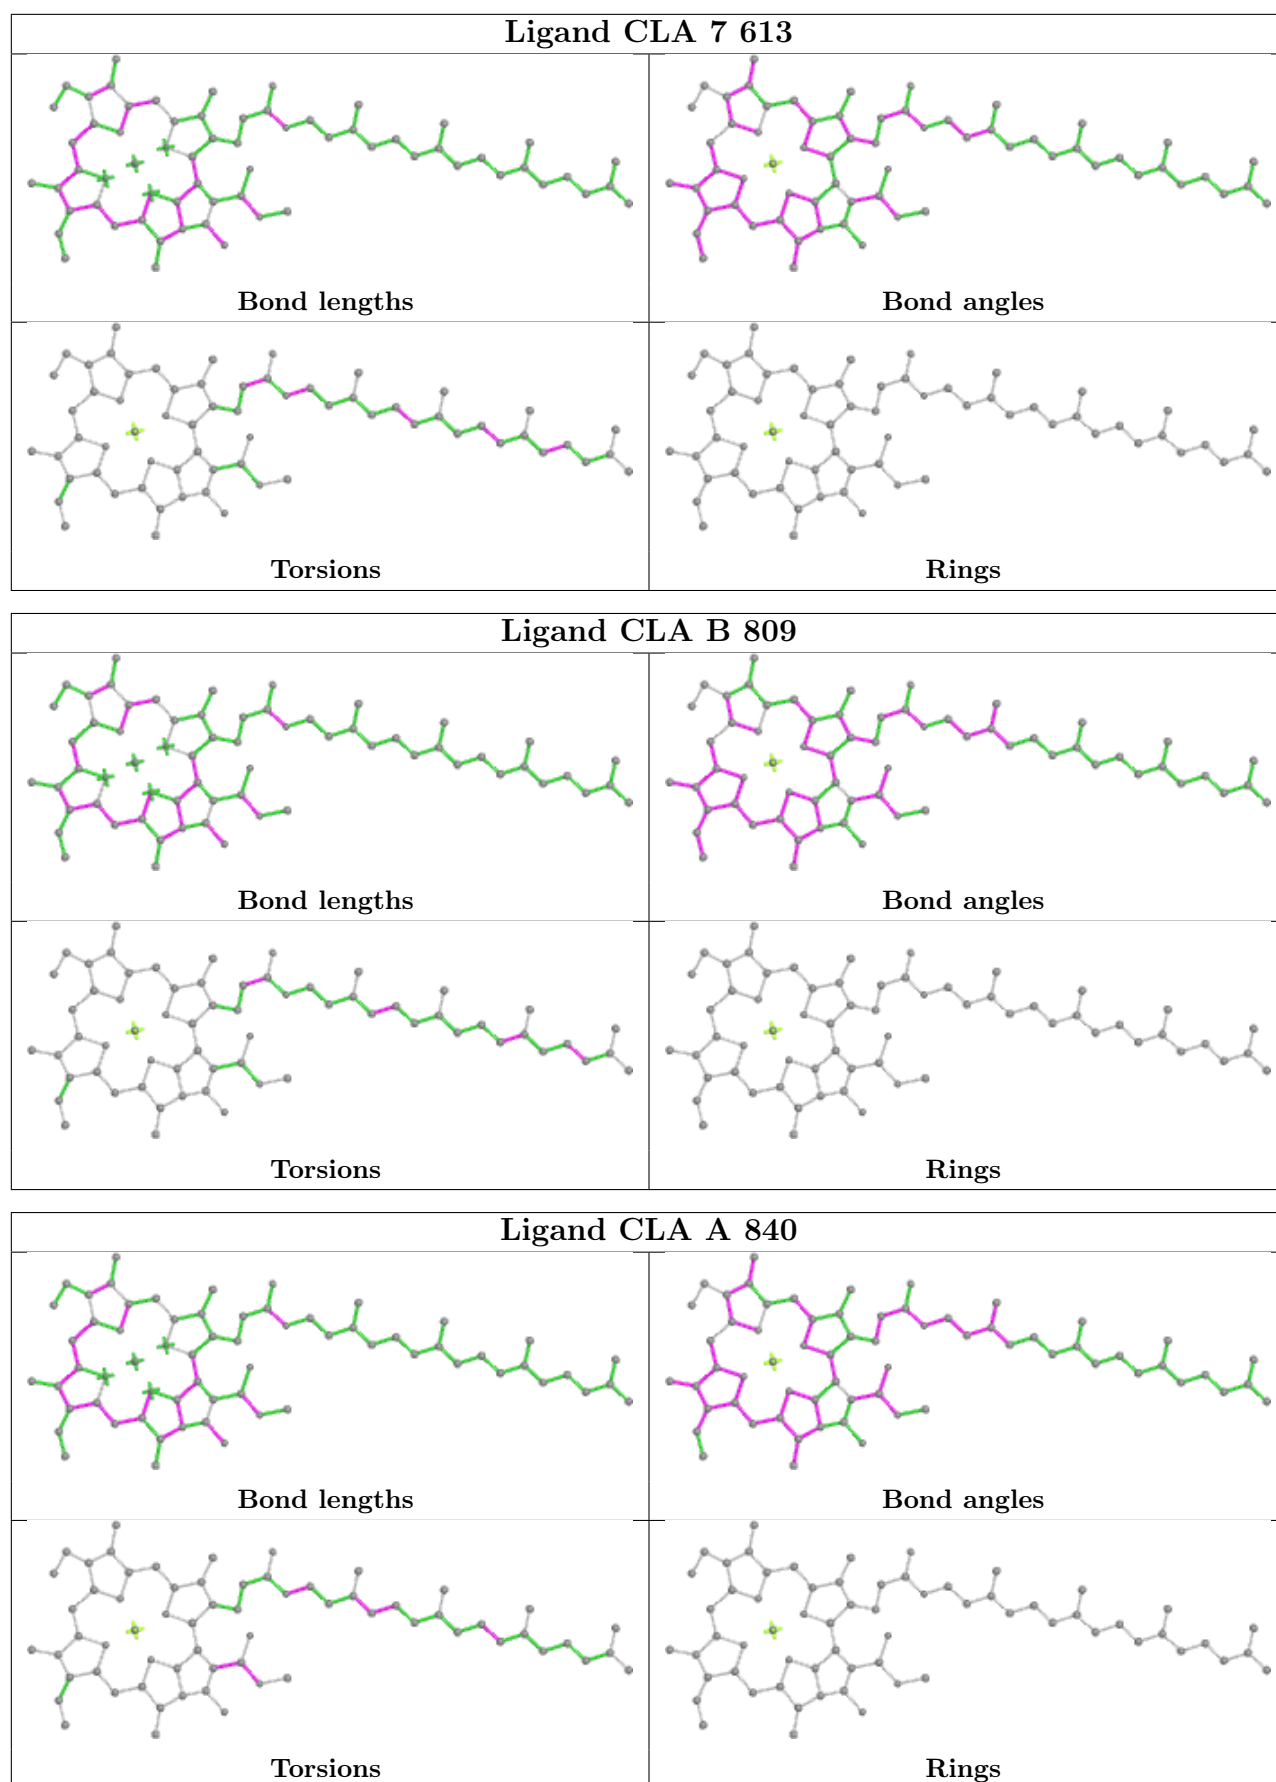 Ligand CLA 7 613
Bond lengths
Bond angles
Torsions
Rings
Ligand CLA B 809
Bond lengths
Bond angles
Torsions
Rings
Ligand CLA A 840
Bond lengths
Bond angles
Torsions
Rings